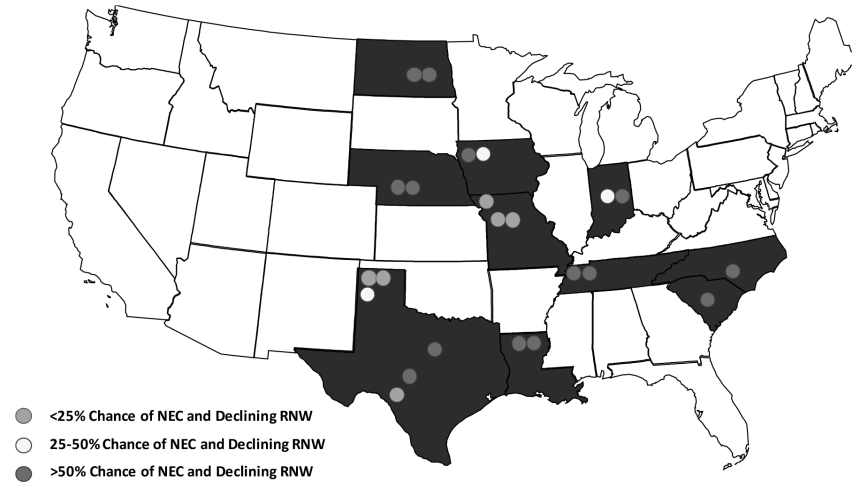 <25% Chance of NEC and Declining RNW
25-50% Chance of NEC and Declining RNW
>50% Chance of NEC and Declining RNW